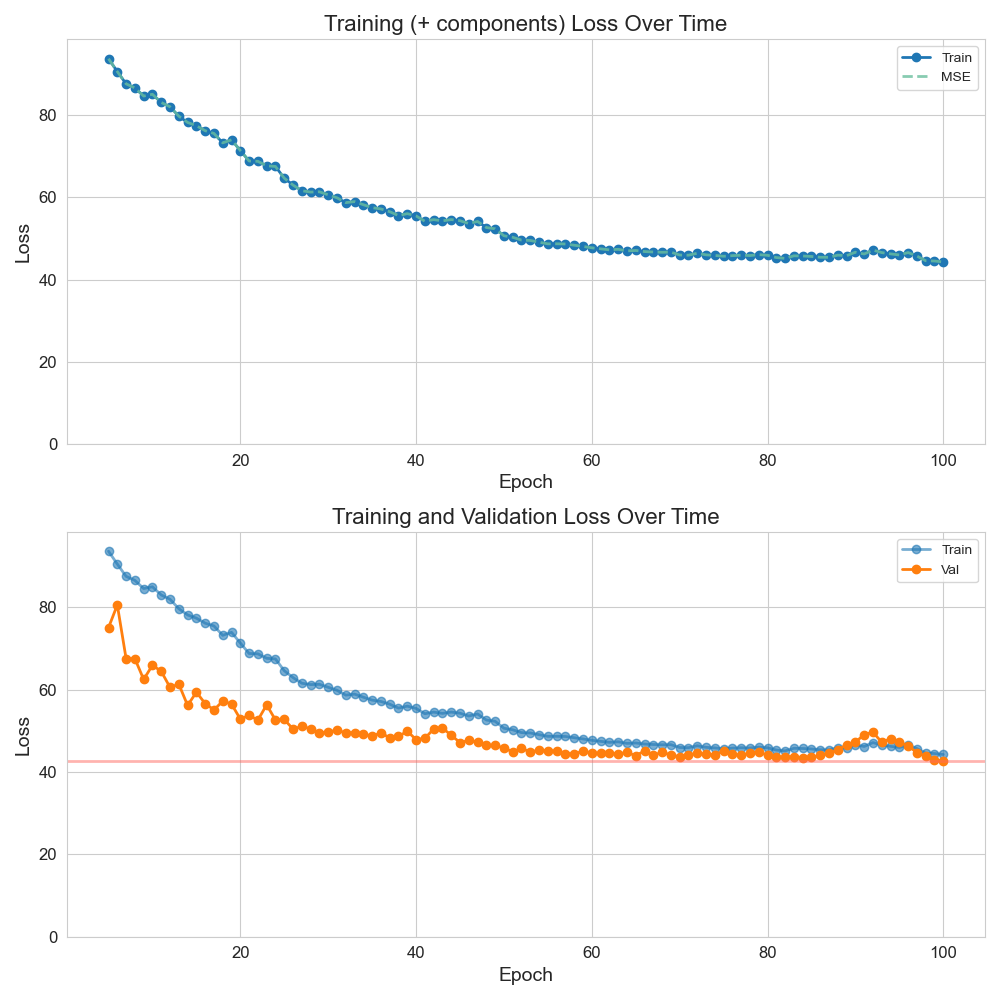 Training (+ components) Loss Over Time
Train
MSE
Loss
80
60
40
20
0
20 40 60 80 100
Epoch
Training and Validation Loss Over Time
Train
Val
Loss
80
60
40
20
0
20 40 60 80 100
Epoch